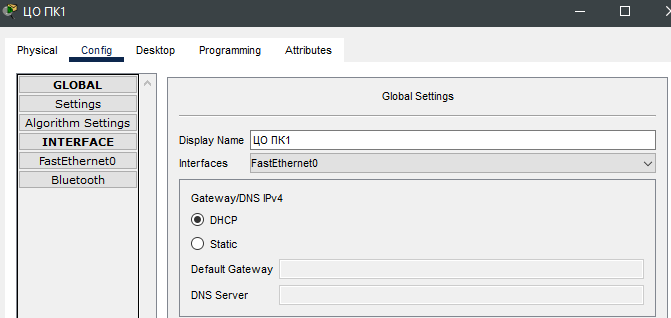 ЦО ПК1
Physical Config Desktop Programming Attributes
GLOBAL
Settings
Algorithm Settings
INTERFACE
FastEthernet0
Bluetooth
Global Settings
Display Name ЦО ПК1
Interfaces FastEthernet0
Gateway/DNS IPv4
DHCP
Static
Default Gateway
DNS Server